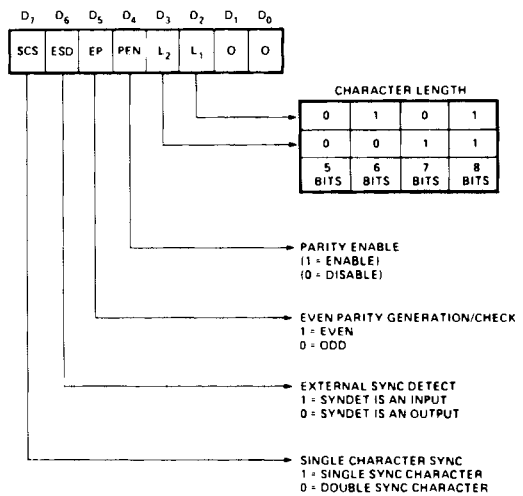 D7 D6 D5 D4 D3 D2 D1 D0
SCS ESD EP PEN L2 L1 0 0
CHARACTER LENGTH
0 1 0 1
0 0 1 1
5 BITS 6 BITS 7 BITS 8 BITS
PARITY ENABLE
(1 = ENABLE)
(0 = DISABLE)
EVEN PARITY GENERATION/CHECK
1 = EVEN
0 = ODD
EXTERNAL SYNC DETECT
1 = SYNDET IS AN INPUT
0 = SYNDET IS AN OUTPUT
SINGLE CHARACTER SYNC
1 = SINGLE SYNC CHARACTER
0 = DOUBLE SYNC CHARACTER